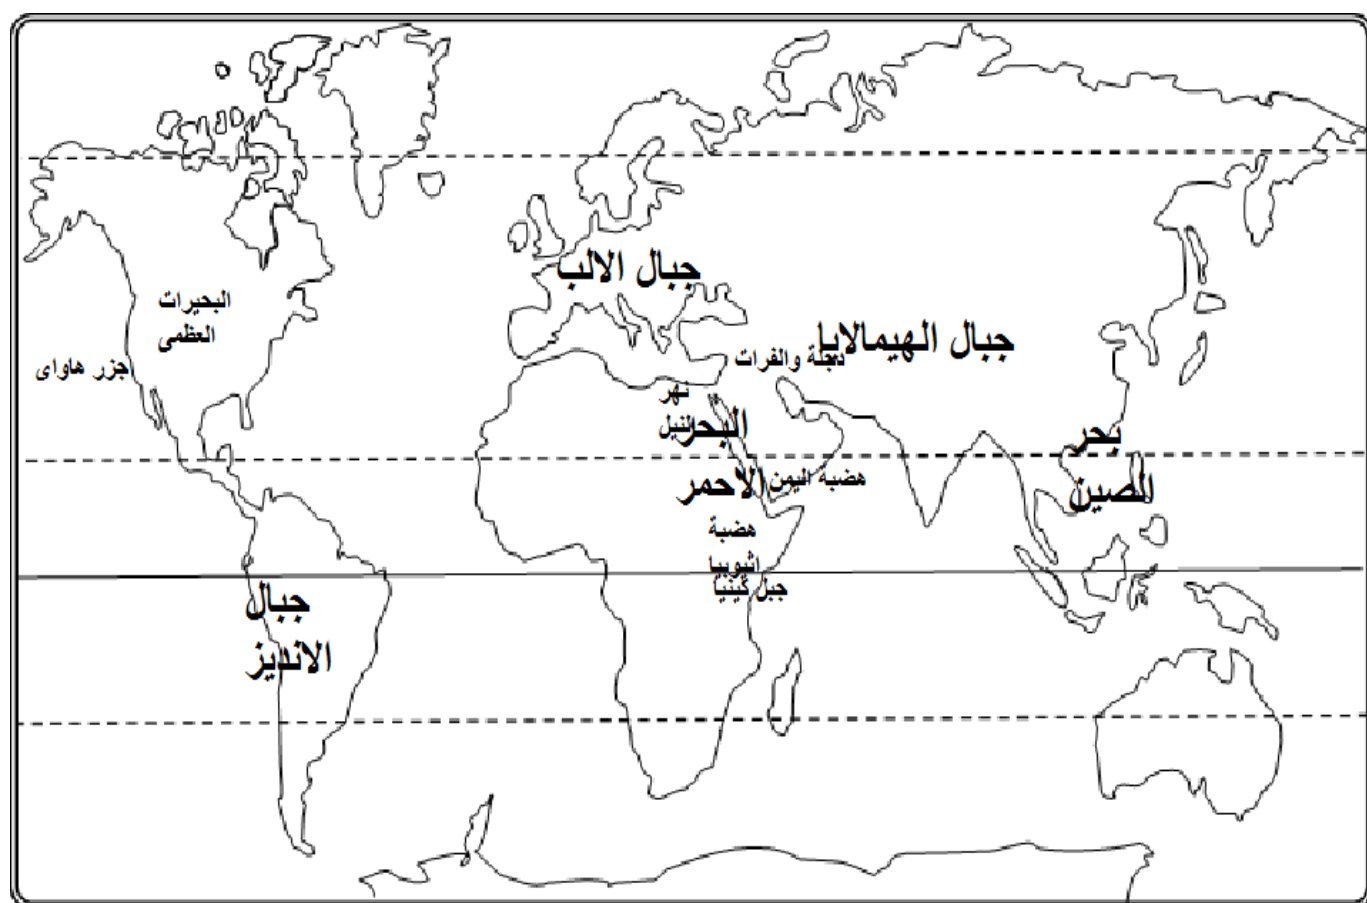 جبال الالب
البحيرات
العظمى
جبال الهيمالايا
دجلة والفرات
جزر هاواى
نهر
النيل
البحر
الاحمر
بحر
الصين
هضبة اليمن
هضبة
اثيوبيا
جبل كينيا
جبال
الانديز